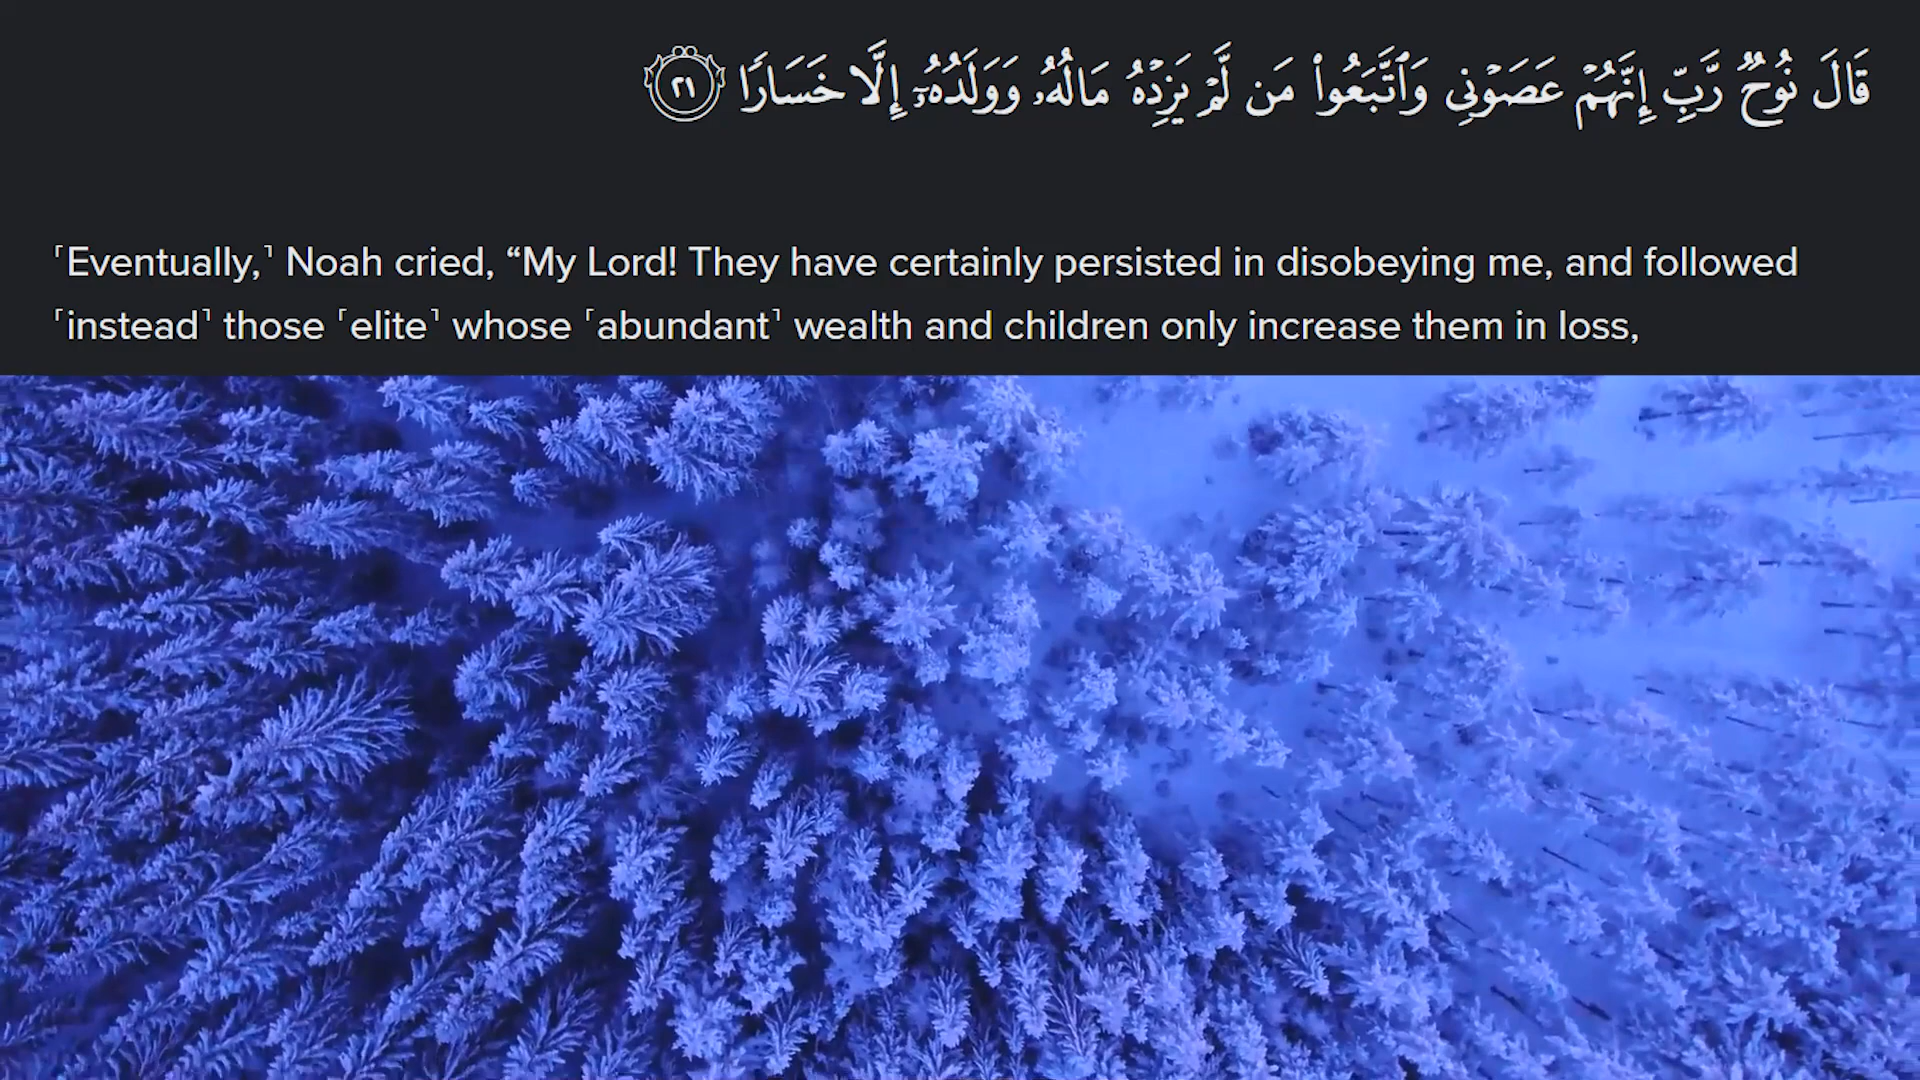 قَالَ نُوحٌ رَّبِّ إِنَّهُمْ عَصَوْنِى وَٱتَّبَعُوا۟ مَن لَّمْ يَزِدْهُ مَالُهُۥ وَوَلَدُهُۥٓ إِلَّا خَسَارًا ٢١
⸢Eventually,⸣ Noah cried, “My Lord! They have certainly persisted in disobeying me, and followed
⸢instead⸣ those ⸢elite⸣ whose ⸢abundant⸣ wealth and children only increase them in loss,